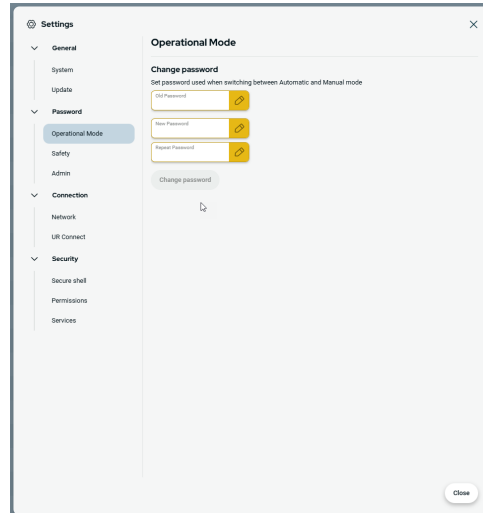 Settings
General
System
Update
Password
Operational Mode
Safety
Admin
Connection
Network
UR Connect
Security
Secure shell
Permissions
Services
Operational Mode
Change password
Set password used when switching between Automatic and Manual mode
Old Password
New Password
Repeat Password
Change password
Close